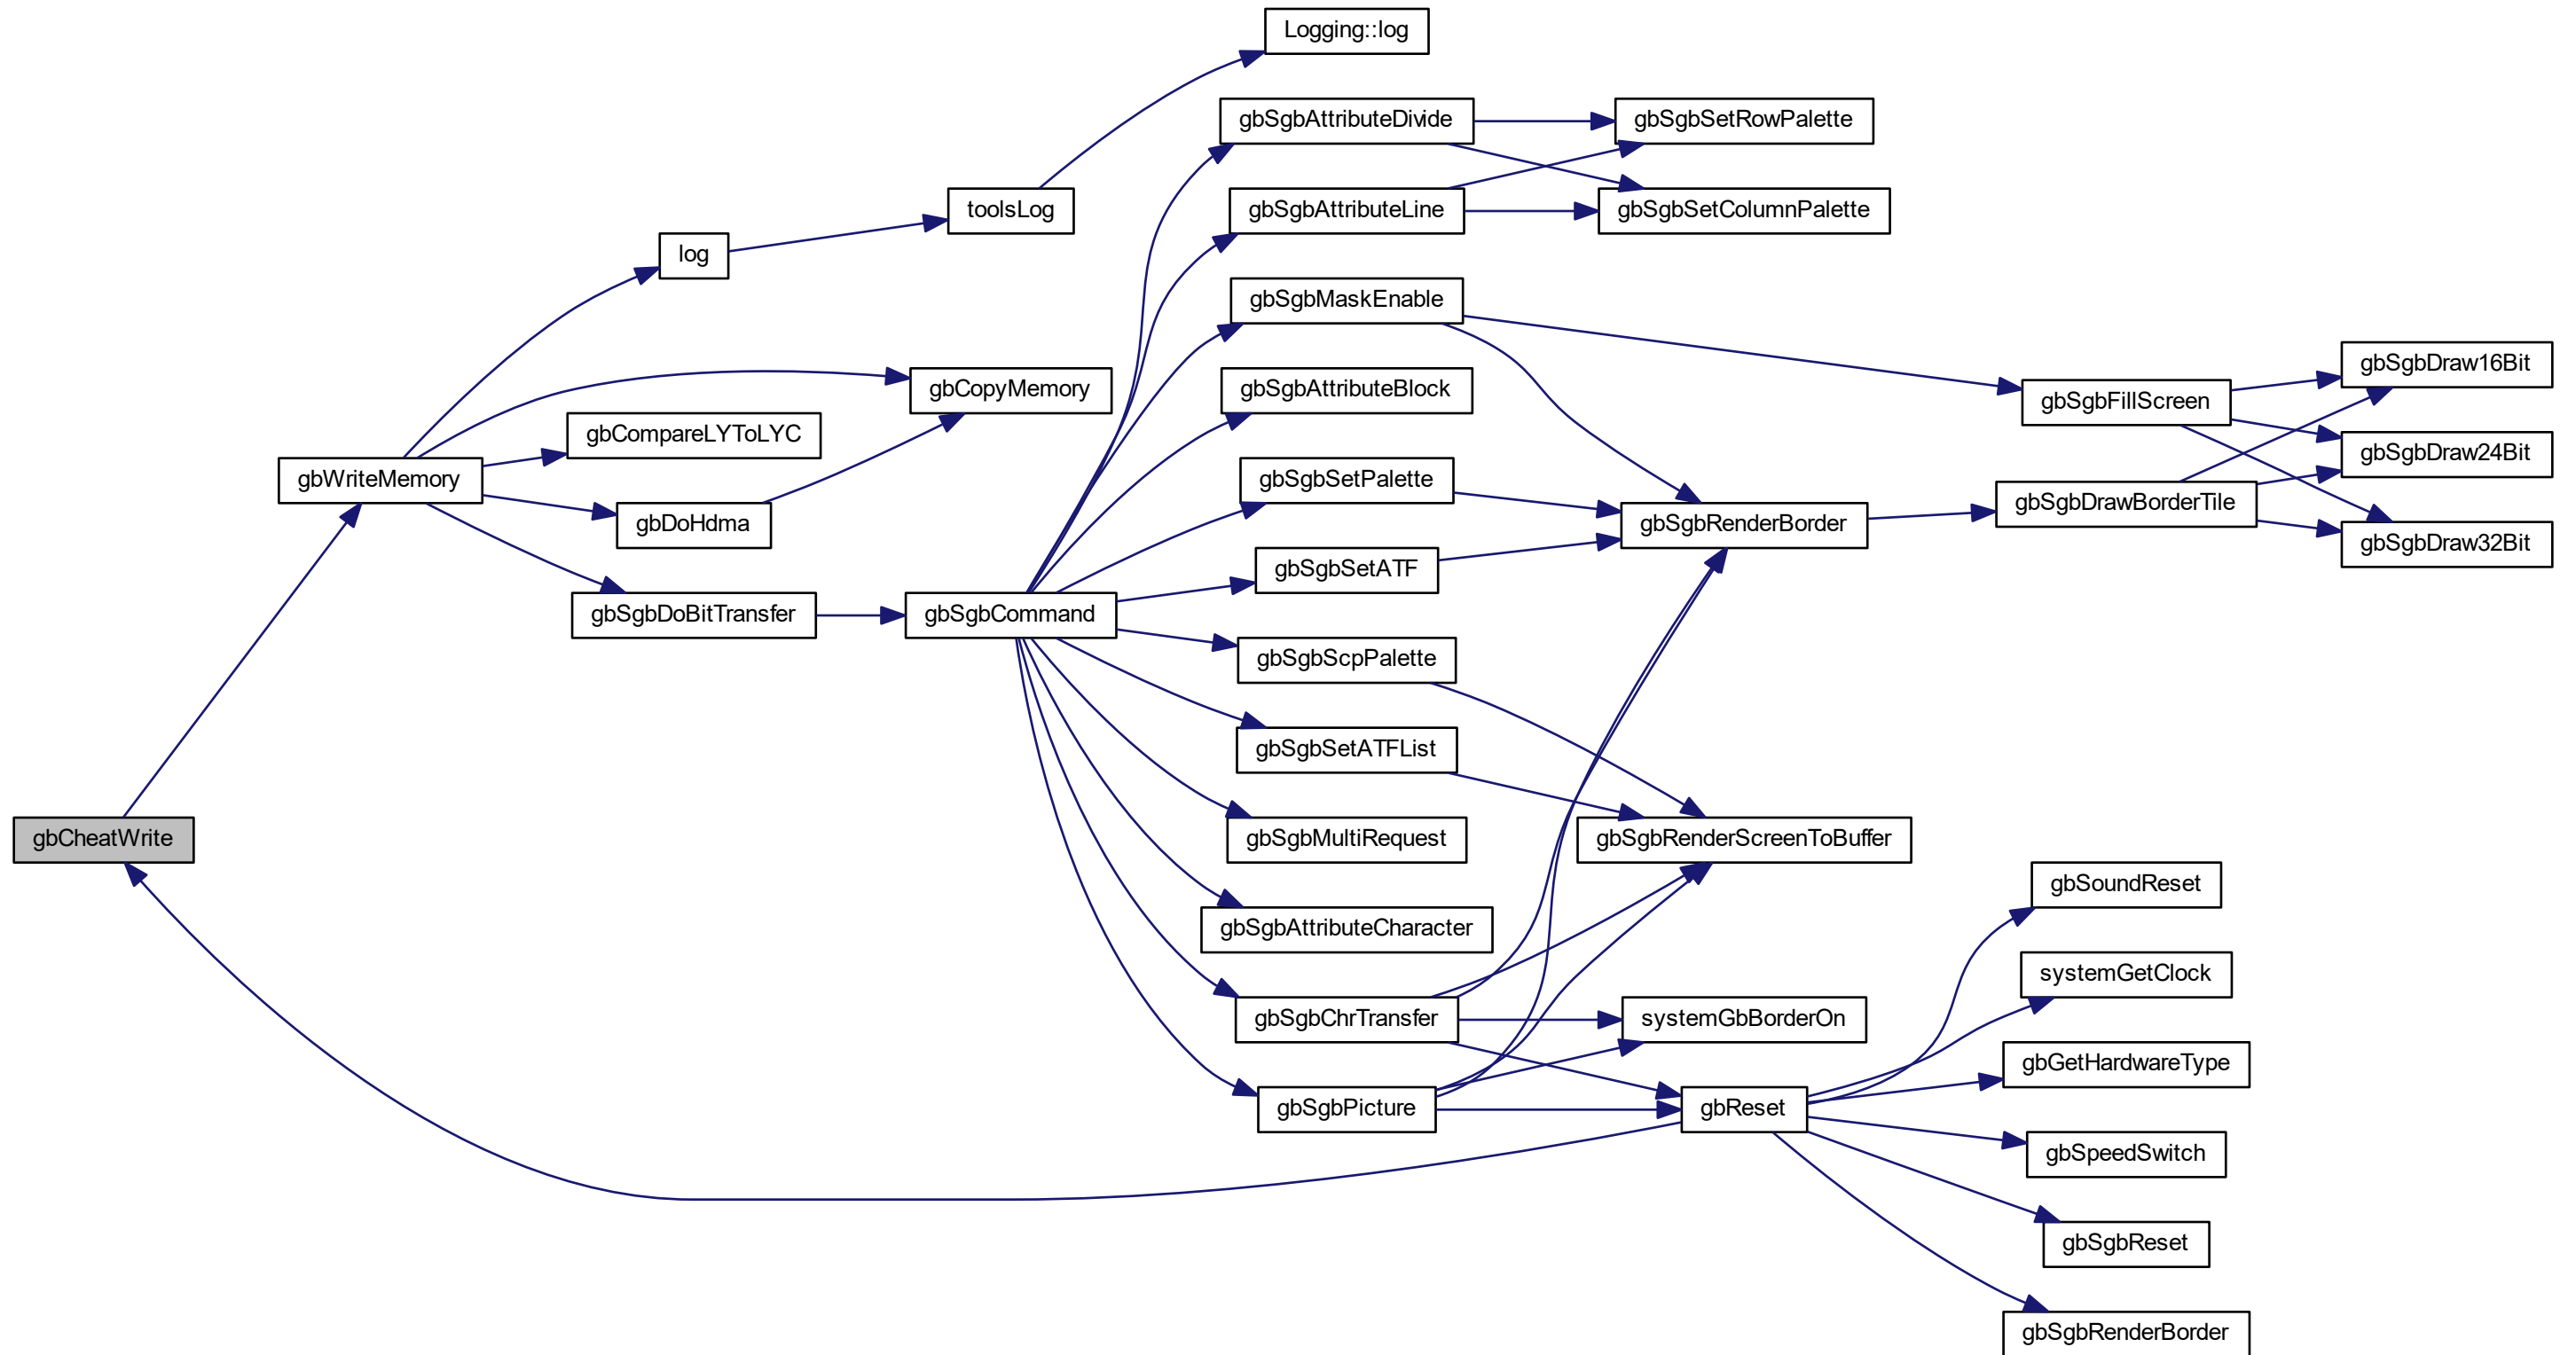 Logging::log
gbSgbAttributeDivide
gbSgbSetRowPalette
toolsLog
gbSgbAttributeLine
gbSgbSetColumnPalette
log
gbSgbMaskEnable
gbSgbDraw16Bit
gbCopyMemory
gbSgbAttributeBlock
gbSgbFillScreen
gbCompareLYToLYC
gbSgbDraw24Bit
gbWriteMemory
gbSgbSetPalette
gbSgbDrawBorderTile
gbDoHdma
gbSgbRenderBorder
gbSgbDraw32Bit
gbSgbSetATF
gbSgbDoBitTransfer
gbSgbCommand
gbSgbScpPalette
gbSgbSetATFList
gbCheatWrite
gbSgbMultiRequest
gbSgbRenderScreenToBuffer
gbSoundReset
gbSgbAttributeCharacter
systemGetClock
gbSgbChrTransfer
systemGbBorderOn
gbGetHardwareType
gbSgbPicture
gbReset
gbSpeedSwitch
gbSgbReset
gbSgbRenderBorder